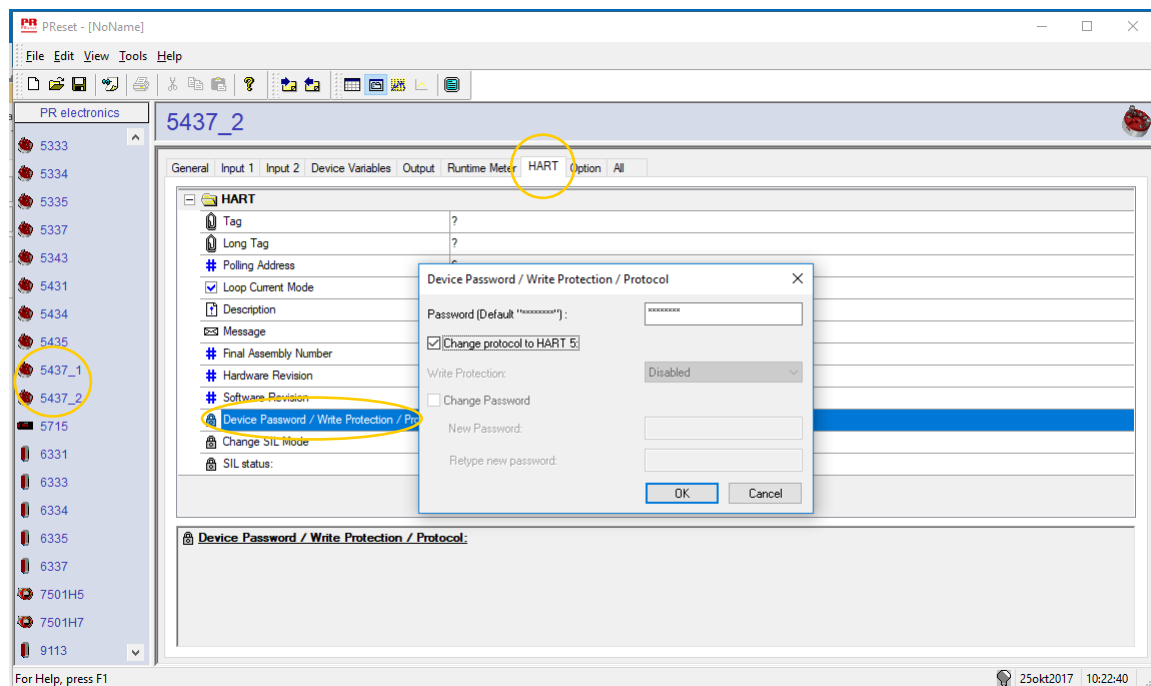 PR PReset - [NoName]
File Edit View Tools Help
PR electronics
5333
5334
5335
5337
5343
5431
5434
5435
5437_1
5437_2
5715
6331
6333
6334
6335
6337
7501H5
7501H7
9113
5437_2
General Input 1 Input 2 Device Variables Output Runtime Meter HART Option All
HART
Tag ?
Long Tag ?
Polling Address
Loop Current Mode
Description
Message
Final Assembly Number
Hardware Revision
Software Revision
Device Password / Write Protection / Pro
Change SIL Mode
SIL status:
Device Password / Write Protection / Protocol
Password (Default "********") : ********
Change protocol to HART 5:
Write Protection: Disabled
Change Password
New Password:
Retype new password:
OK Cancel
Device Password / Write Protection / Protocol:
For Help, press F1 25okt2017 10:22:40